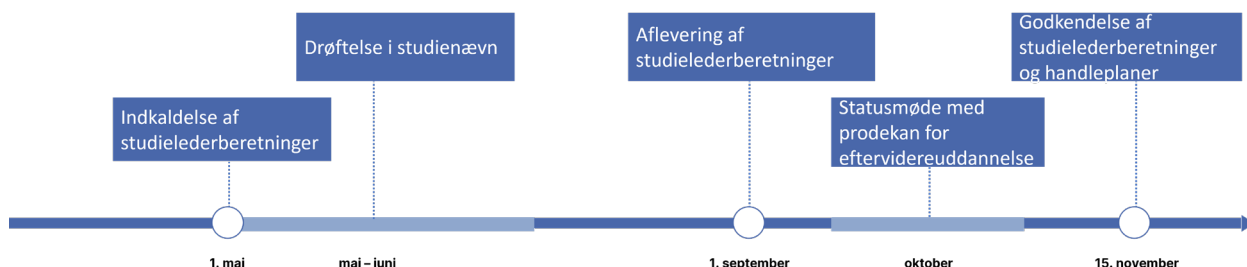 Indkaldelse af
studielederberetninger
Drøftelse i studienævn
Aflevering af
studielederberetninger
Statusmøde med
prodekan for
eftervidereuddannelse
Godkendelse af
studielederberetninger
og handleplaner
1. maj
maj – juni
1. september
oktober
15. november